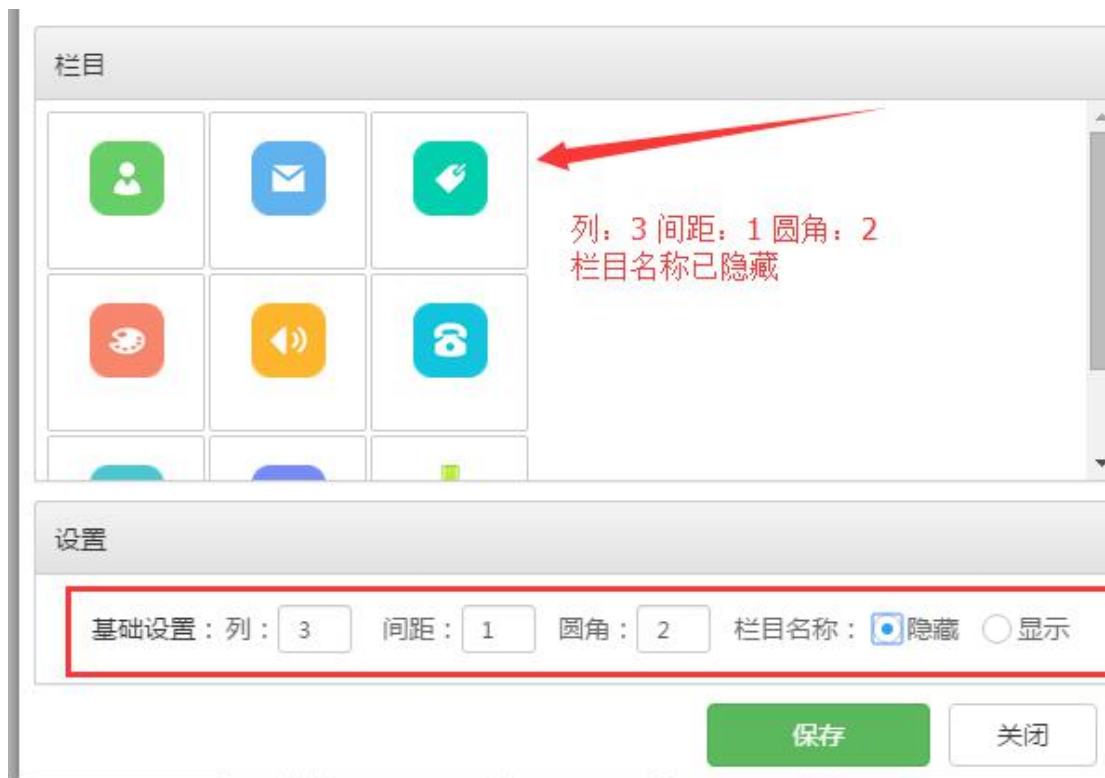 栏目
列：3 间距：1 圆角：2
栏目名称已隐藏
设置
基础设置：列：3 间距：1 圆角：2 栏目名称：隐藏 显示
保存 关闭